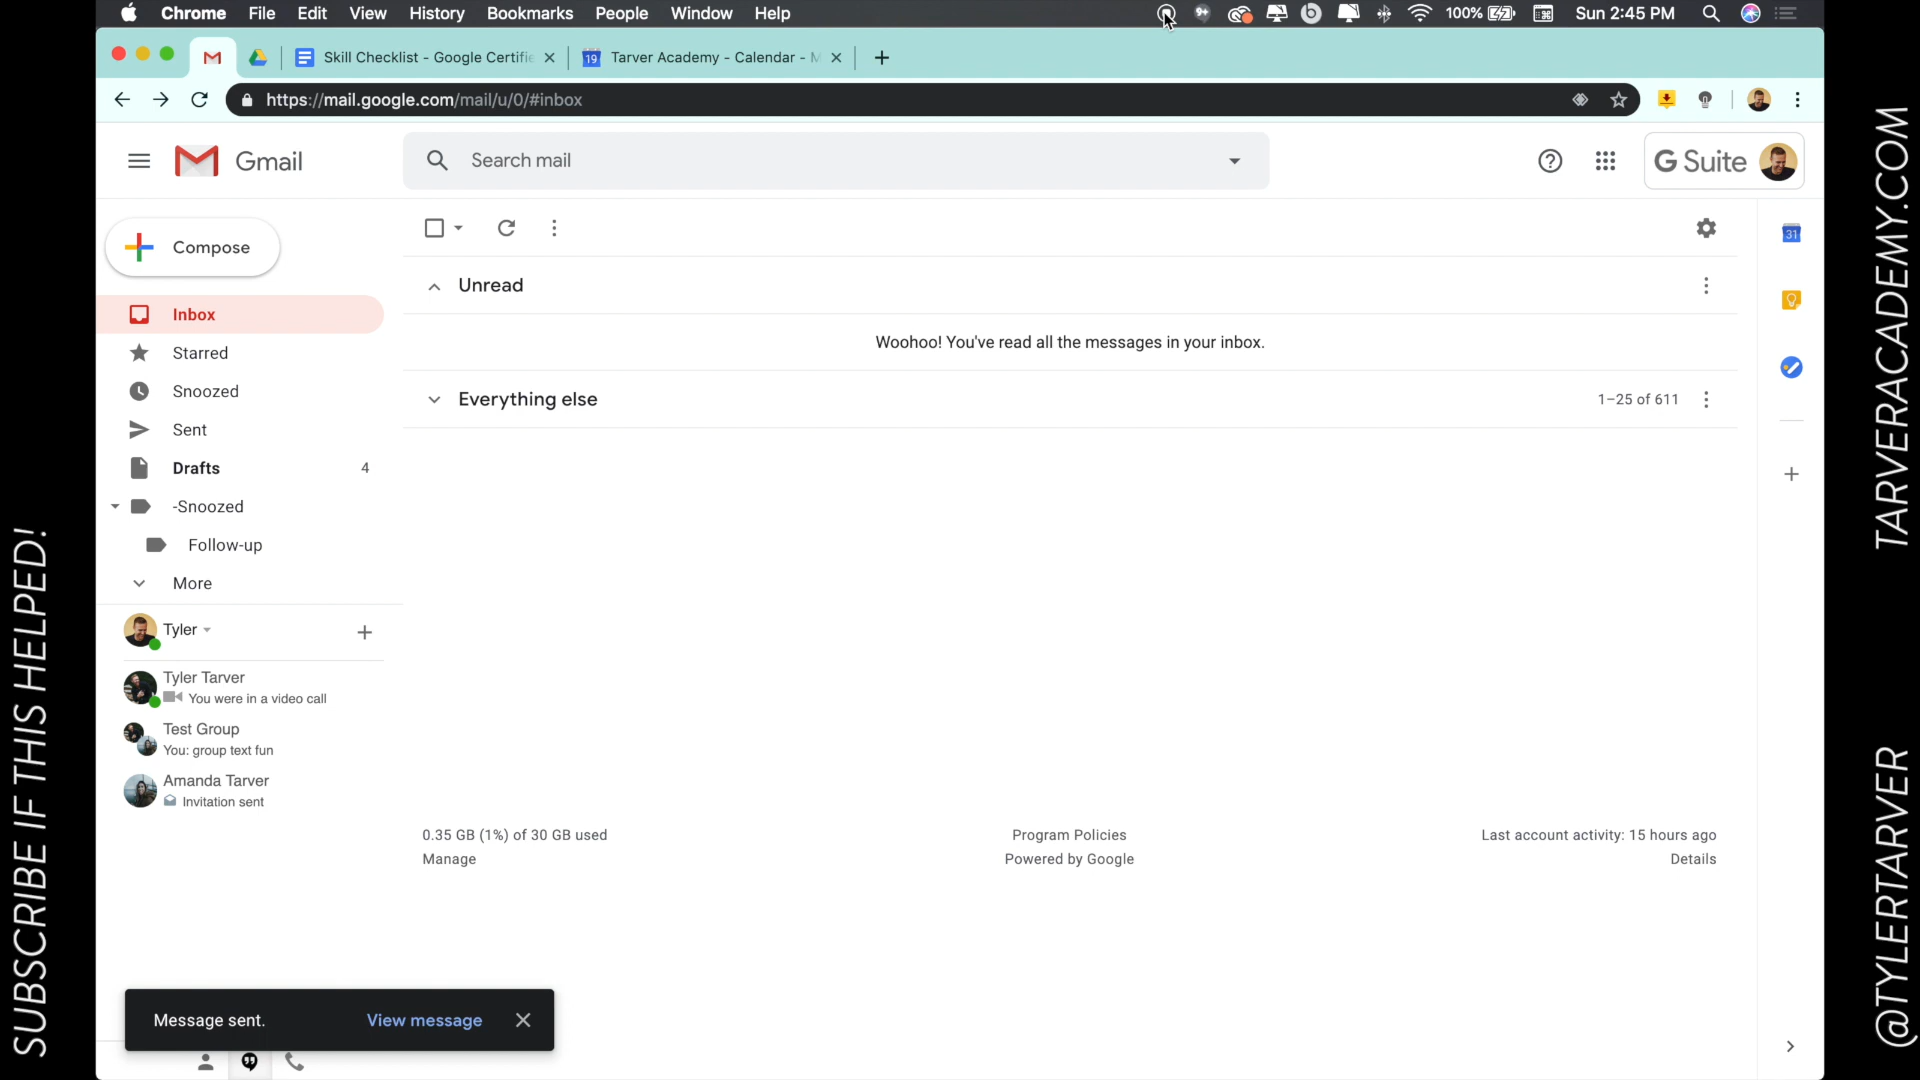 Chrome File Edit View History Bookmarks People Window Help 9+ 100% Sun 2:45 PM
Skill Checklist - Google Certifie
19 Tarver Academy - Calendar - M
https://mail.google.com/mail/u/0/#inbox
Gmail
Search mail
G Suite
Compose
Inbox
Starred
Snoozed
Sent
Drafts 4
-Snoozed
Follow-up
More
Tyler
Tyler Tarver
You were in a video call
Test Group
You: group text fun
Amanda Tarver
Invitation sent
Unread
Woohoo! You've read all the messages in your inbox.
Everything else 1–25 of 611
31
0.35 GB (1%) of 30 GB used
Manage
Program Policies
Powered by Google
Last account activity: 15 hours ago
Details
Message sent. View message
SUBSCRIBE IF THIS HELPED!
TARVERACADEMY.COM
@TYLERTARVER